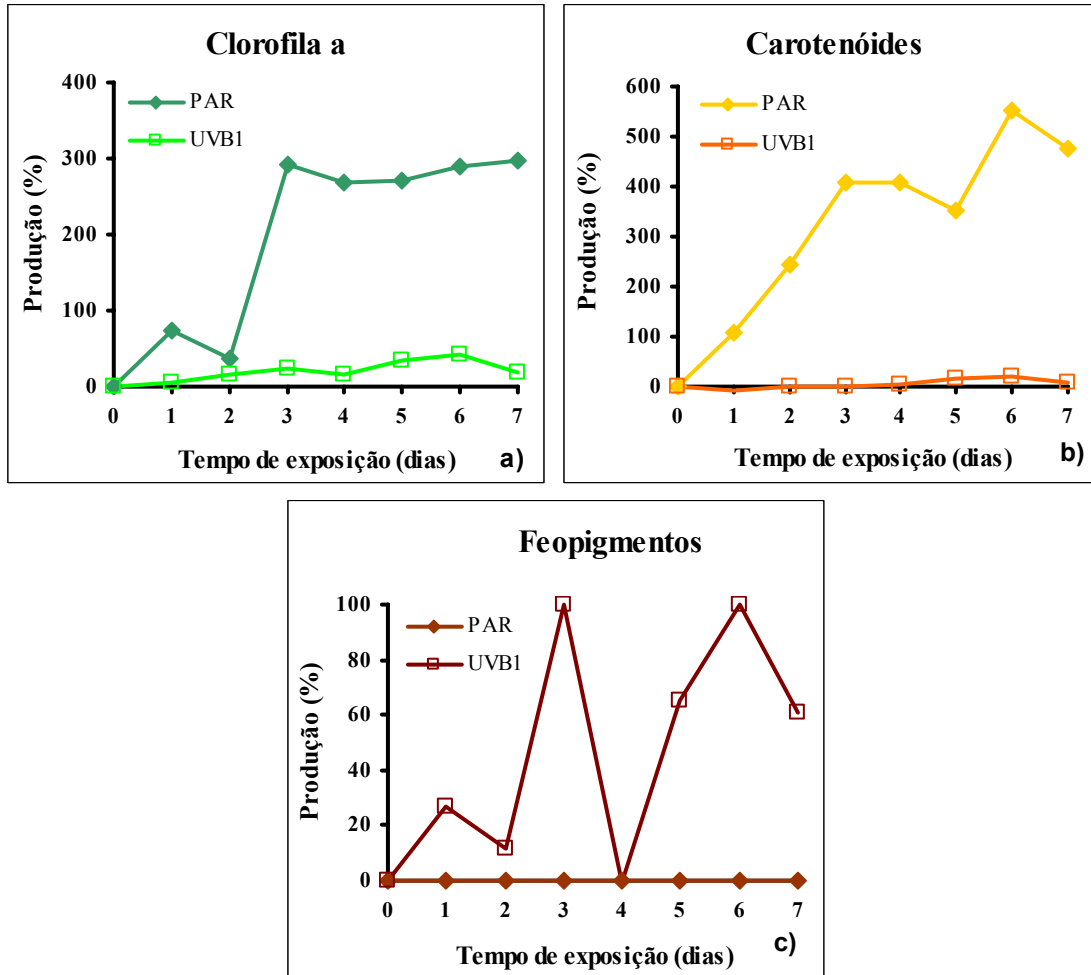 Clorofila a
400
300
200
100
0
PAR
UVB1
Produção (%)
0 1 2 3 4 5 6 7
Tempo de exposição (dias)
a)
Carotenóides
600
500
400
300
200
100
0
PAR
UVB1
Produção (%)
0 1 2 3 4 5 6 7
Tempo de exposição (dias)
b)
Feopigmentos
100
80
60
40
20
0
PAR
UVB1
Produção (%)
0 1 2 3 4 5 6 7
Tempo de exposição (dias)
c)